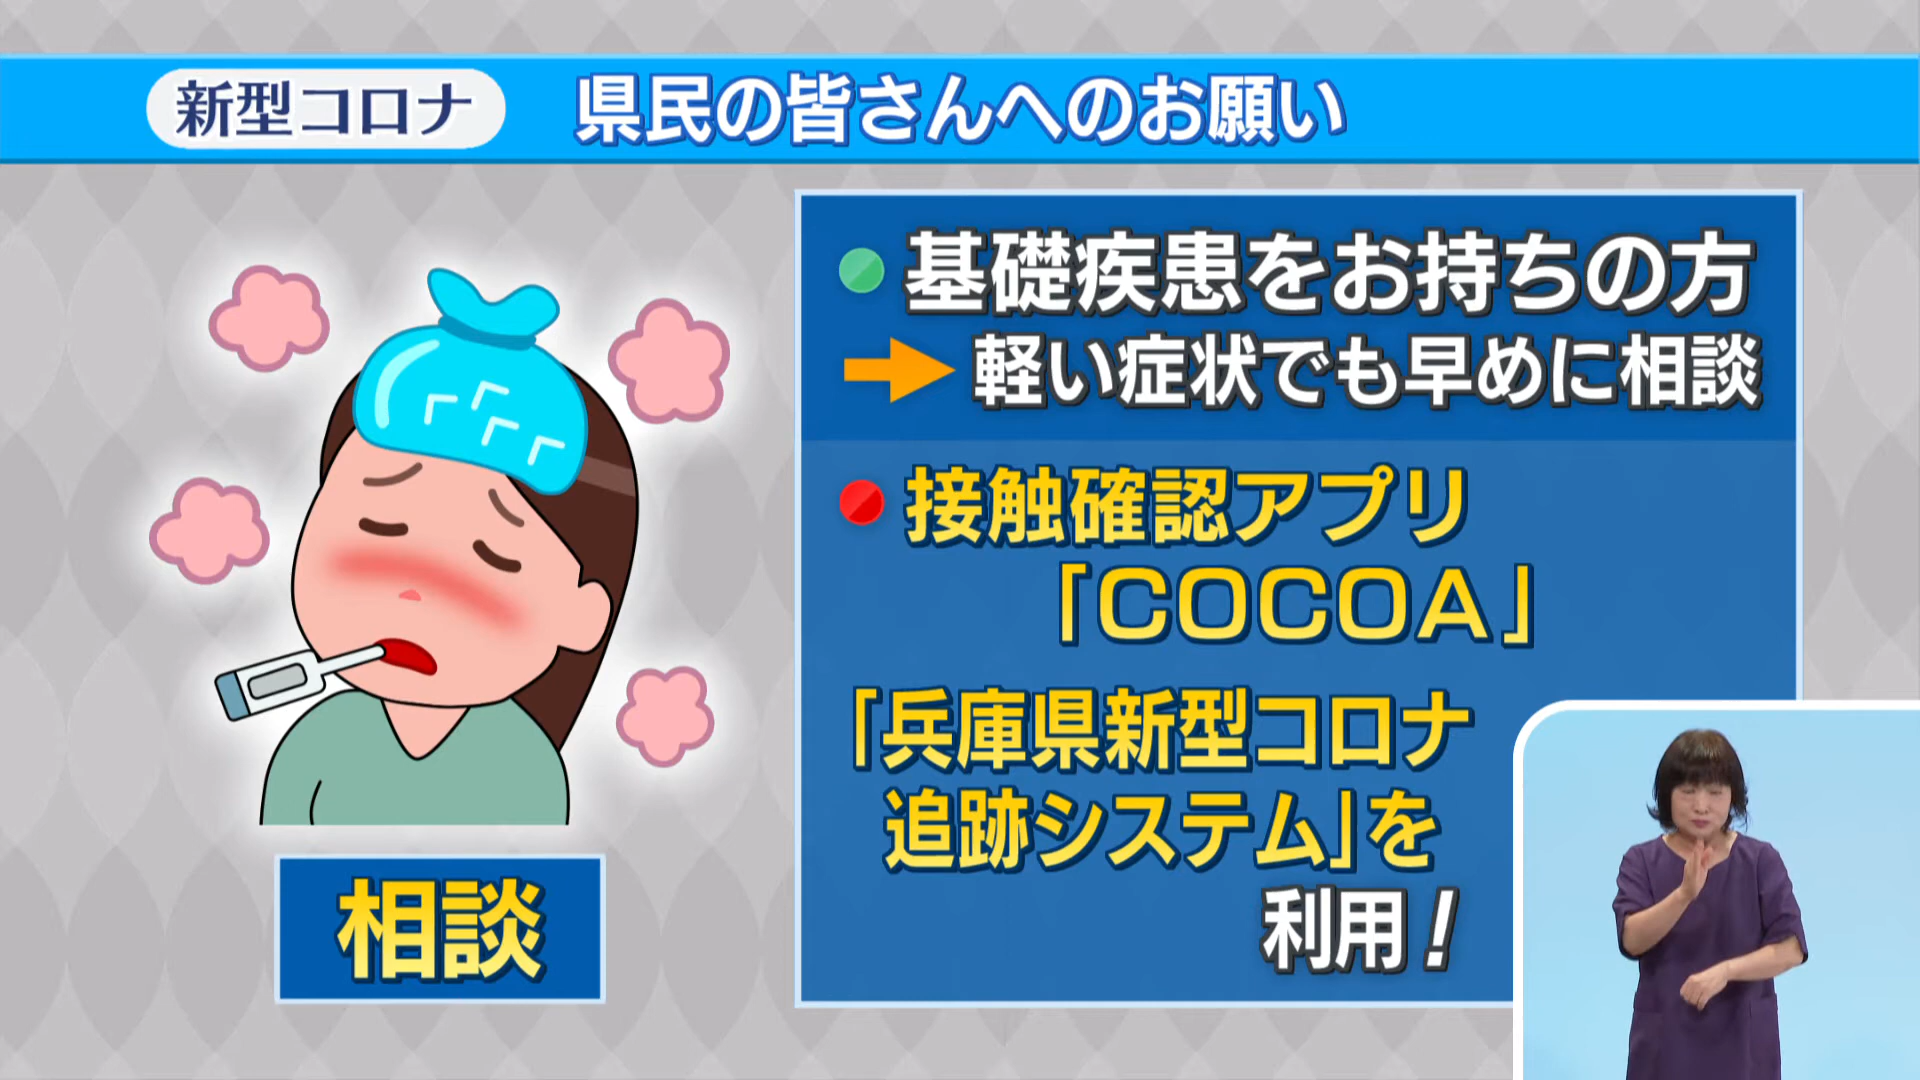 新型コロナ 県民の皆さんへのお願い
基礎疾患をお持ちの方
軽い症状でも早めに相談
接触確認アプリ
「COCOA」
「兵庫県新型コロナ
追跡システム」を
利用!
相談